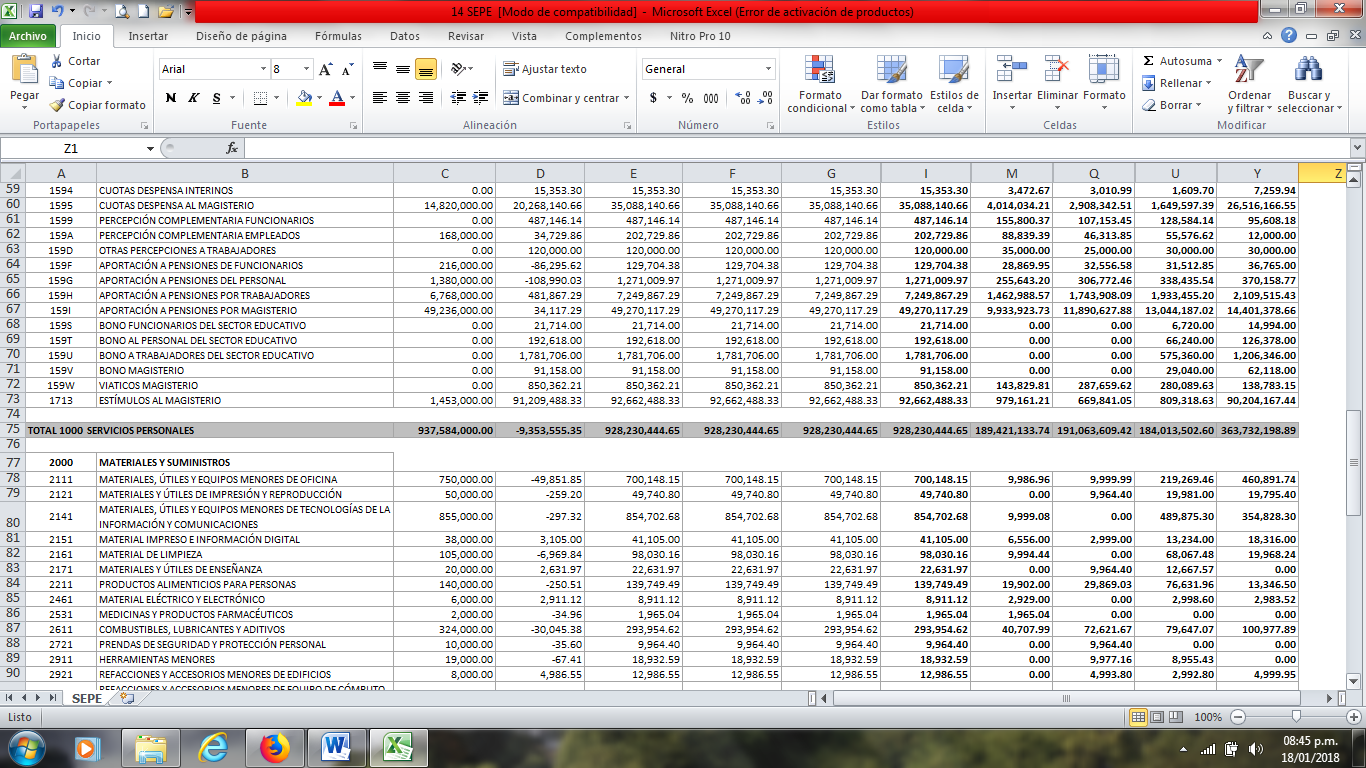 14 SEPE [Modo de compatibilidad] - Microsoft Excel (Error de activación de productos)
Archivo Inicio Insertar Diseño de página Fórmulas Datos Revisar Vista Complementos Nitro Pro 10
Pegar Cortar Copiar Copiar formato Portapapeles
Arial 8 N K S Fuente
Ajustar texto Combinar y centrar Alineación
General $ % 000 Número
Formato condicional Dar formato como tabla Estilos de celda Estilos
Insertar Eliminar Formato Celdas
Autosuma Rellenar Borrar Ordenar y filtrar Buscar y seleccionar Modificar
Z1 fx
A B C D E F G I M Q U Y Z
59 1594 CUOTAS DESPENSA INTERINOS 0.00 15,353.30 15,353.30 15,353.30 15,353.30 15,353.30 3,472.67 3,010.99 1,609.70 7,259.94
60 1595 CUOTAS DESPENSA AL MAGISTERIO 14,820,000.00 20,268,140.66 35,088,140.66 35,088,140.66 35,088,140.66 35,088,140.66 4,014,034.21 2,908,342.51 1,649,597.39 26,516,166.55
61 1599 PERCEPCIÓN COMPLEMENTARIA FUNCIONARIOS 0.00 487,146.14 487,146.14 487,146.14 487,146.14 487,146.14 155,800.37 107,153.45 128,584.14 95,608.18
62 159A PERCEPCIÓN COMPLEMENTARIA EMPLEADOS 168,000.00 34,729.86 202,729.86 202,729.86 202,729.86 202,729.86 88,839.39 46,313.85 55,576.62 12,000.00
63 159D OTRAS PERCEPCIONES A TRABAJADORES 0.00 120,000.00 120,000.00 120,000.00 120,000.00 120,000.00 35,000.00 25,000.00 30,000.00 30,000.00
64 159F APORTACIÓN A PENSIONES DE FUNCIONARIOS 216,000.00 -86,295.62 129,704.38 129,704.38 129,704.38 129,704.38 28,869.95 32,556.58 31,512.85 36,765.00
65 159G APORTACIÓN A PENSIONES DEL PERSONAL 1,380,000.00 -108,990.03 1,271,009.97 1,271,009.97 1,271,009.97 1,271,009.97 255,643.20 306,772.46 338,435.54 370,158.77
66 159H APORTACIÓN A PENSIONES POR TRABAJADORES 6,768,000.00 481,867.29 7,249,867.29 7,249,867.29 7,249,867.29 7,249,867.29 1,462,988.57 1,743,908.09 1,933,455.20 2,109,515.43
67 159I APORTACIÓN A PENSIONES POR MAGISTERIO 49,236,000.00 34,117.29 49,270,117.29 49,270,117.29 49,270,117.29 49,270,117.29 9,933,923.73 11,890,627.88 13,044,187.02 14,401,378.66
68 159S BONO FUNCIONARIOS DEL SECTOR EDUCATIVO 0.00 21,714.00 21,714.00 21,714.00 21,714.00 21,714.00 0.00 0.00 6,720.00 14,994.00
69 159T BONO AL PERSONAL DEL SECTOR EDUCATIVO 0.00 192,618.00 192,618.00 192,618.00 192,618.00 192,618.00 0.00 0.00 66,240.00 126,378.00
70 159U BONO A TRABAJADORES DEL SECTOR EDUCATIVO 0.00 1,781,706.00 1,781,706.00 1,781,706.00 1,781,706.00 1,781,706.00 0.00 0.00 575,360.00 1,206,346.00
71 159V BONO MAGISTERIO 0.00 91,158.00 91,158.00 91,158.00 91,158.00 91,158.00 0.00 0.00 29,040.00 62,118.00
72 159W VIATICOS MAGISTERIO 0.00 850,362.21 850,362.21 850,362.21 850,362.21 850,362.21 143,829.81 287,659.62 280,089.63 138,783.15
73 1713 ESTÍMULOS AL MAGISTERIO 1,453,000.00 91,209,488.33 92,662,488.33 92,662,488.33 92,662,488.33 92,662,488.33 979,161.21 669,841.05 809,318.63 90,204,167.44
74
75 TOTAL 1000 SERVICIOS PERSONALES 937,584,000.00 -9,353,555.35 928,230,444.65 928,230,444.65 928,230,444.65 928,230,444.65 189,421,133.74 191,063,609.42 184,013,502.60 363,732,198.89
76
77 2000 MATERIALES Y SUMINISTROS
78 2111 MATERIALES, ÚTILES Y EQUIPOS MENORES DE OFICINA 750,000.00 -49,851.85 700,148.15 700,148.15 700,148.15 700,148.15 9,986.96 9,999.99 219,269.46 460,891.74
79 2121 MATERIALES Y ÚTILES DE IMPRESIÓN Y REPRODUCCIÓN 50,000.00 -259.20 49,740.80 49,740.80 49,740.80 49,740.80 0.00 9,964.40 19,981.00 19,795.40
80 2141 MATERIALES, ÚTILES Y EQUIPOS MENORES DE TECNOLOGÍAS DE LA
INFORMACIÓN Y COMUNICACIONES 855,000.00 -297.32 854,702.68 854,702.68 854,702.68 854,702.68 9,999.08 0.00 489,875.30 354,828.30
81 2151 MATERIAL IMPRESO E INFORMACIÓN DIGITAL 38,000.00 3,105.00 41,105.00 41,105.00 41,105.00 41,105.00 6,556.00 2,999.00 13,234.00 18,316.00
82 2161 MATERIAL DE LIMPIEZA 105,000.00 -6,969.84 98,030.16 98,030.16 98,030.16 98,030.16 9,994.44 0.00 68,067.48 19,968.24
83 2171 MATERIALES Y ÚTILES DE ENSEÑANZA 20,000.00 2,631.97 22,631.97 22,631.97 22,631.97 22,631.97 0.00 9,964.40 12,667.57 0.00
84 2211 PRODUCTOS ALIMENTICIOS PARA PERSONAS 140,000.00 -250.51 139,749.49 139,749.49 139,749.49 139,749.49 19,902.00 29,869.03 76,631.96 13,346.50
85 2461 MATERIAL ELÉCTRICO Y ELECTRÓNICO 6,000.00 2,911.12 8,911.12 8,911.12 8,911.12 8,911.12 2,929.00 0.00 2,998.60 2,983.52
86 2531 MEDICINAS Y PRODUCTOS FARMACÉUTICOS 2,000.00 -34.96 1,965.04 1,965.04 1,965.04 1,965.04 1,965.04 0.00 0.00 0.00
87 2611 COMBUSTIBLES, LUBRICANTES Y ADITIVOS 324,000.00 -30,045.38 293,954.62 293,954.62 293,954.62 293,954.62 40,707.99 72,621.67 79,647.07 100,977.89
88 2721 PRENDAS DE SEGURIDAD Y PROTECCIÓN PERSONAL 10,000.00 -35.60 9,964.40 9,964.40 9,964.40 9,964.40 0.00 9,964.40 0.00 0.00
89 2911 HERRAMIENTAS MENORES 19,000.00 -67.41 18,932.59 18,932.59 18,932.59 18,932.59 0.00 9,977.16 8,955.43 0.00
90 2921 REFACCIONES Y ACCESORIOS MENORES DE EDIFICIOS 8,000.00 4,986.55 12,986.55 12,986.55 12,986.55 12,986.55 0.00 4,993.80 2,992.80 4,999.95
REFACCIONES Y ACCESORIOS MENORES DE EQUIPO DE CÓMPUTO
SEPE
Listo 100%
08:45 p.m.
18/01/2018